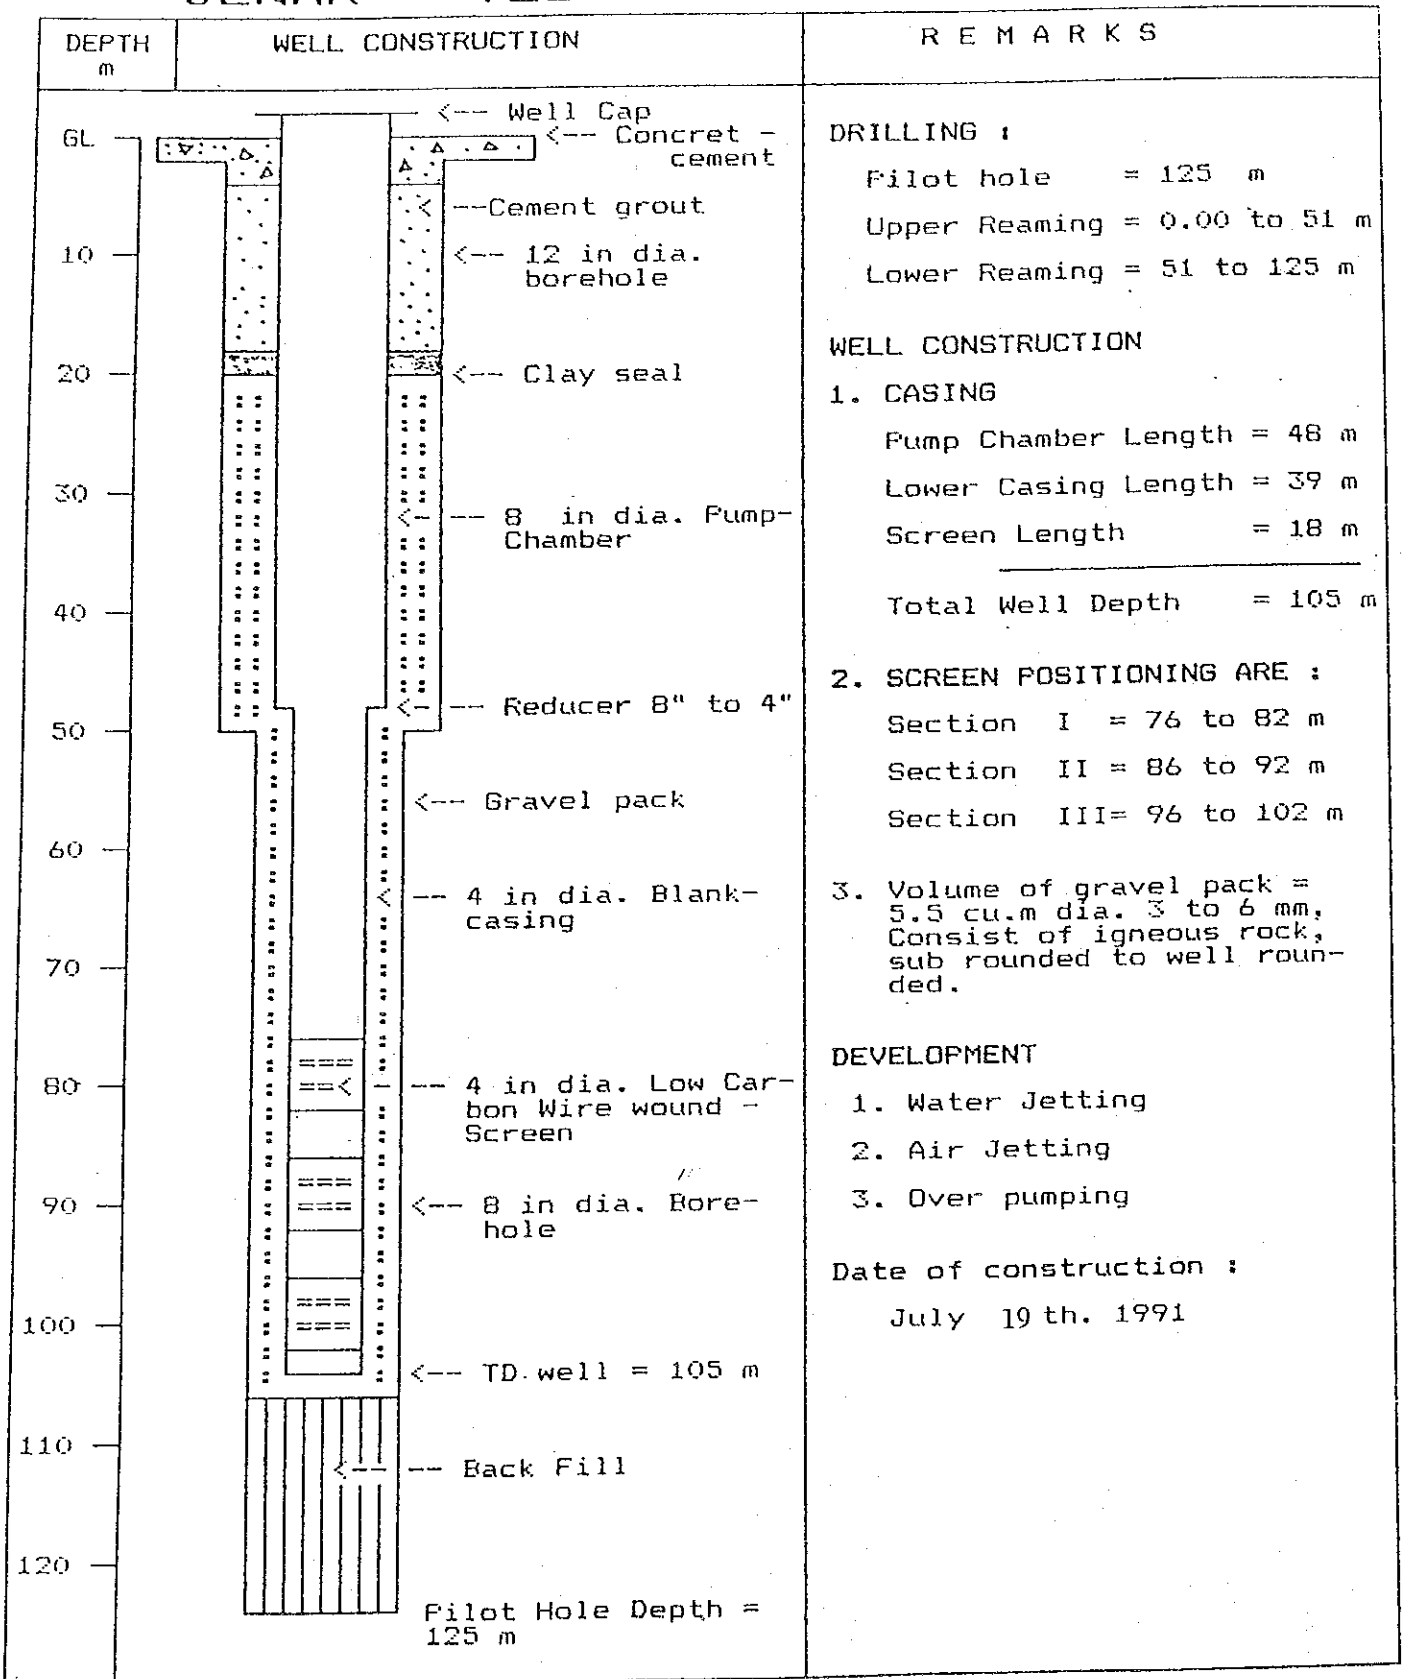 DEPTH
m
WELL CONSTRUCTION
R E M A R K S
GL
10
20
30
40
50
60
70
80
90
100
110
120
<-- Well Cap
<-- Concret -
cement
< --Cement grout
<-- 12 in dia.
borehole
<-- Clay seal
<- -- 8 in dia. Pump-
Chamber
<- -- Reducer 8" to 4"
<-- Gravel pack
< -- 4 in dia. Blank-
casing
===
==< - -- 4 in dia. Low Car-
bon Wire wound -
Screen
===
===
<-- 8 in dia. Bore-
hole
===
===
<-- TD.well = 105 m
<-- -- Back Fill
Pilot Hole Depth =
125 m
DRILLING :
Pilot hole = 125 m
Upper Reaming = 0.00 to 51 m
Lower Reaming = 51 to 125 m
WELL CONSTRUCTION
1. CASING
Pump Chamber Length = 48 m
Lower Casing Length = 39 m
Screen Length = 18 m
Total Well Depth = 105 m
2. SCREEN POSITIONING ARE :
Section I = 76 to 82 m
Section II = 86 to 92 m
Section III= 96 to 102 m
3. Volume of gravel pack =
5.5 cu.m dia. 3 to 6 mm,
Consist of igneous rock,
sub rounded to well roun-
ded.
DEVELOPMENT
1. Water Jetting
2. Air Jetting
3. Over pumping
Date of construction :
July 19 th. 1991